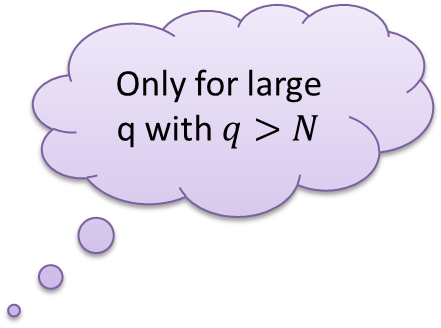 Only for large
q with q > N